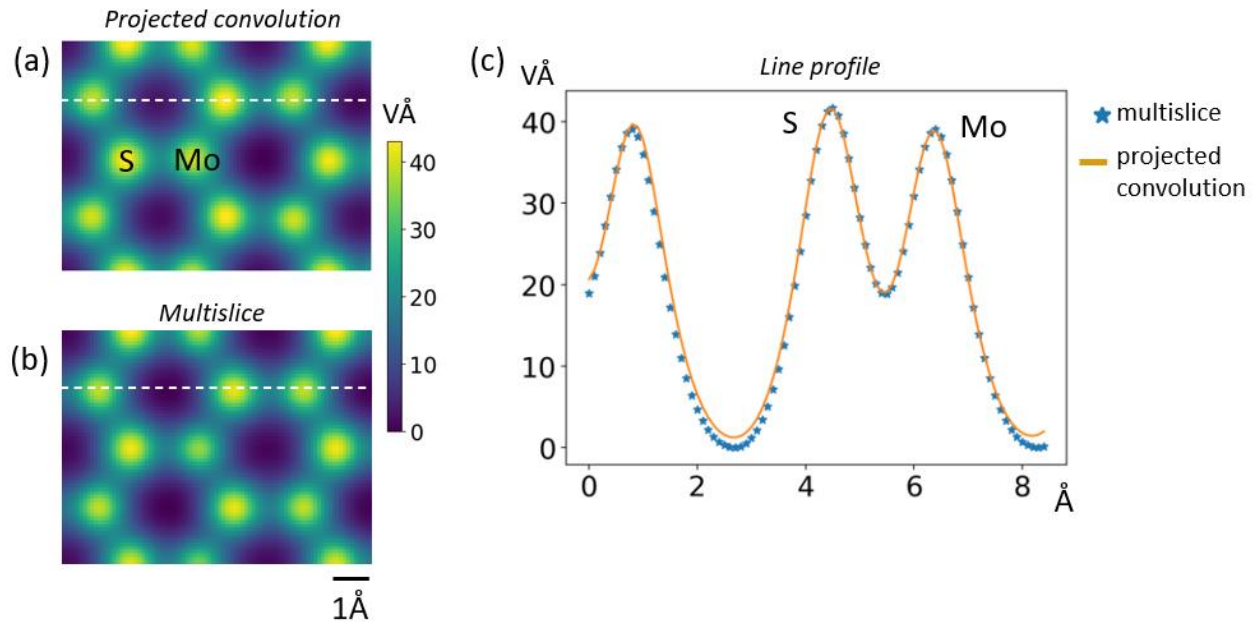 Projected convolution
(a)
VÅ
S Mo
40
30
20
10
0
Multislice
(b)
1Å
(c)
VÅ
Line profile
S
Mo
40
30
20
10
0
0 2 4 6 8
Å
multislice
projected
convolution